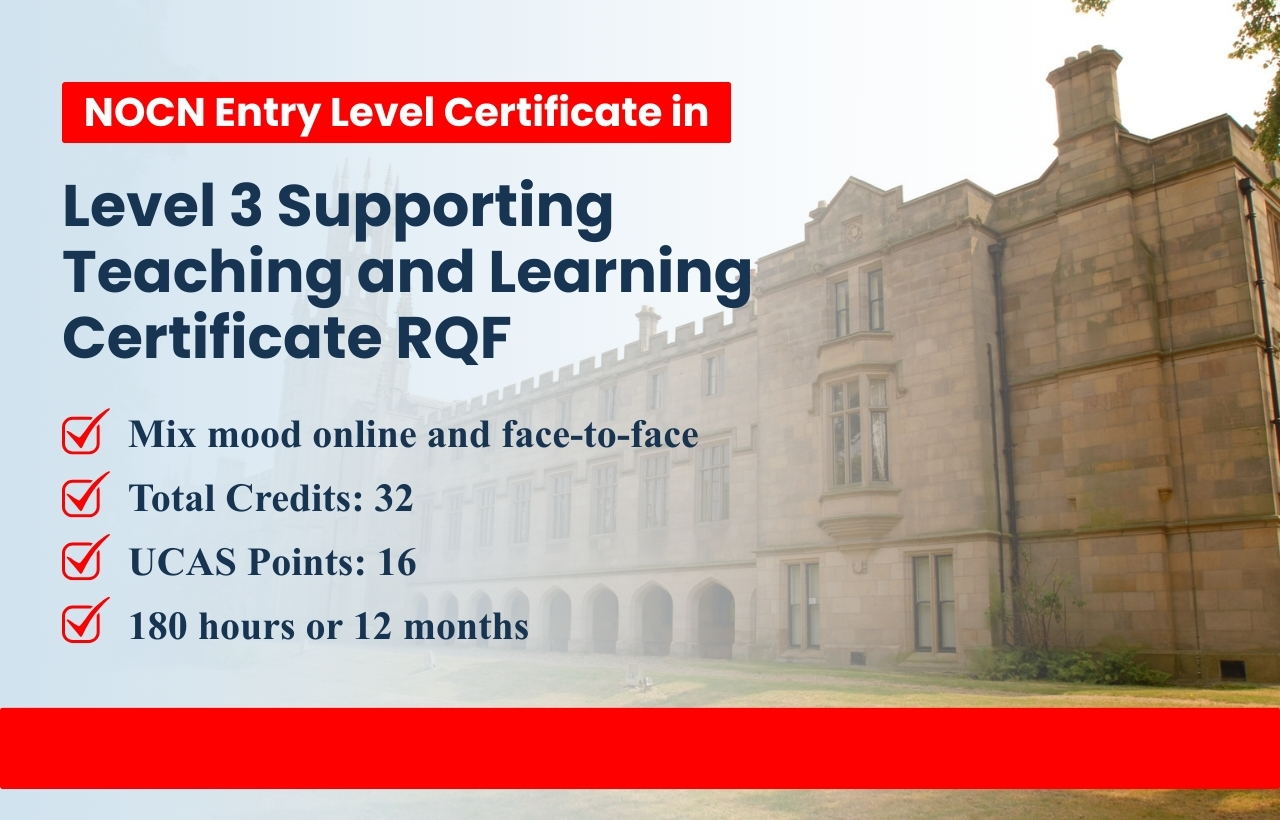 NOCN Entry Level Certificate in
Level 3 Supporting
Teaching and Learning
Certificate RQF
Mix mood online and face-to-face
Total Credits: 32
UCAS Points: 16
180 hours or 12 months